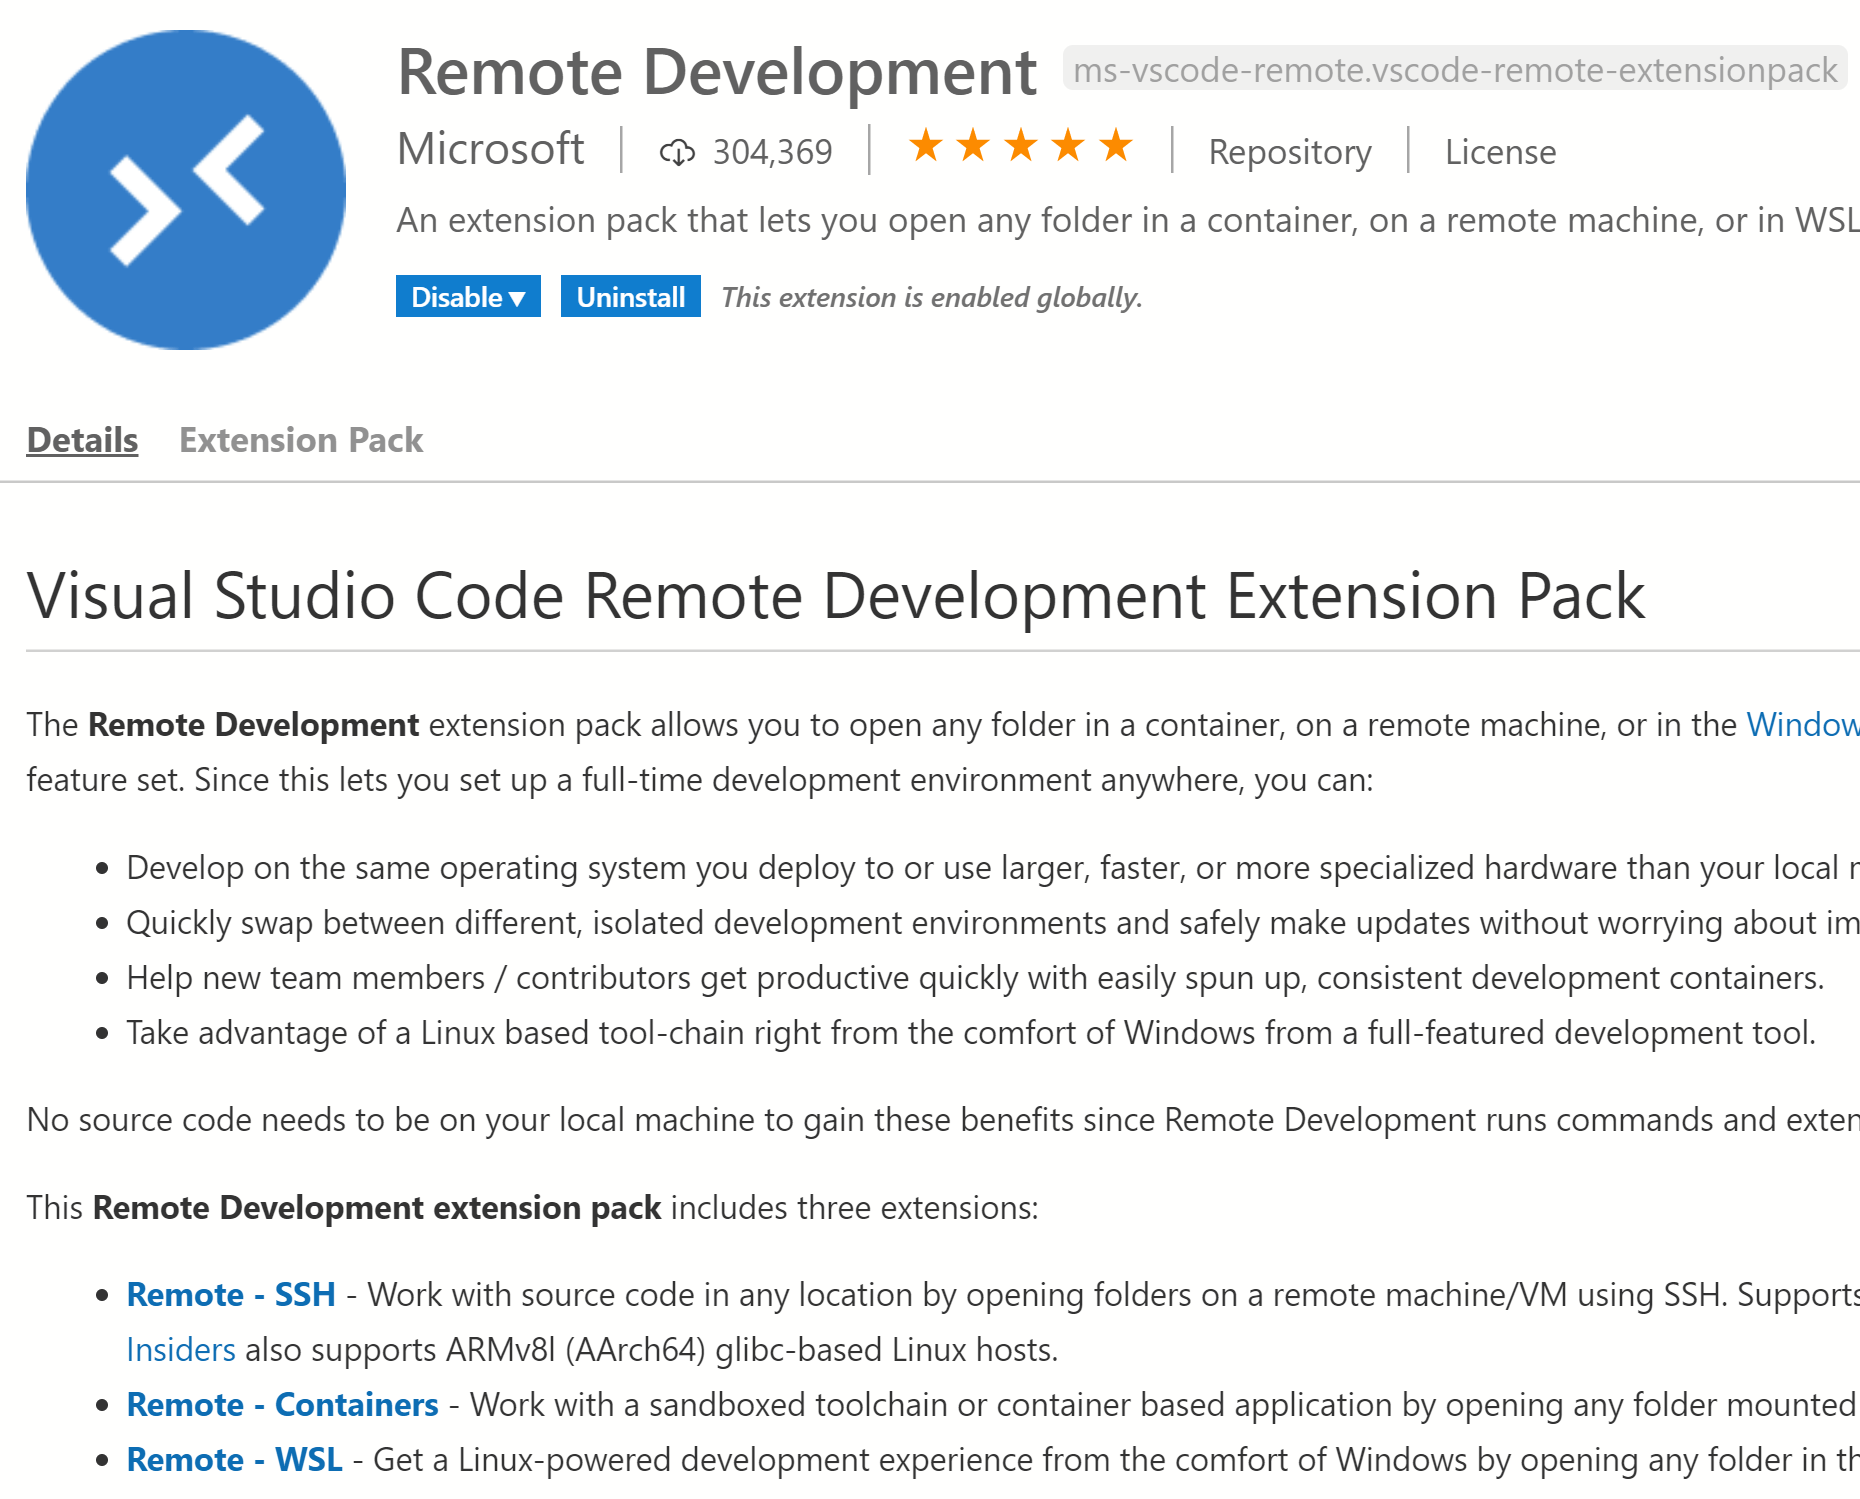 Remote Development ms-vscode-remote.vscode-remote-extensionpack
Microsoft 304,369 ★★★★★ Repository License
An extension pack that lets you open any folder in a container, on a remote machine, or in WSL
Disable ▼ Uninstall This extension is enabled globally.
Details Extension Pack
Visual Studio Code Remote Development Extension Pack
The Remote Development extension pack allows you to open any folder in a container, on a remote machine, or in the Window
feature set. Since this lets you set up a full-time development environment anywhere, you can:
• Develop on the same operating system you deploy to or use larger, faster, or more specialized hardware than your local
• Quickly swap between different, isolated development environments and safely make updates without worrying about im
• Help new team members / contributors get productive quickly with easily spun up, consistent development containers.
• Take advantage of a Linux based tool-chain right from the comfort of Windows from a full-featured development tool.
No source code needs to be on your local machine to gain these benefits since Remote Development runs commands and exten
This Remote Development extension pack includes three extensions:
• Remote - SSH - Work with source code in any location by opening folders on a remote machine/VM using SSH. Supports
Insiders also supports ARMv8l (AArch64) glibc-based Linux hosts.
• Remote - Containers - Work with a sandboxed toolchain or container based application by opening any folder mounted
• Remote - WSL - Get a Linux-powered development experience from the comfort of Windows by opening any folder in th